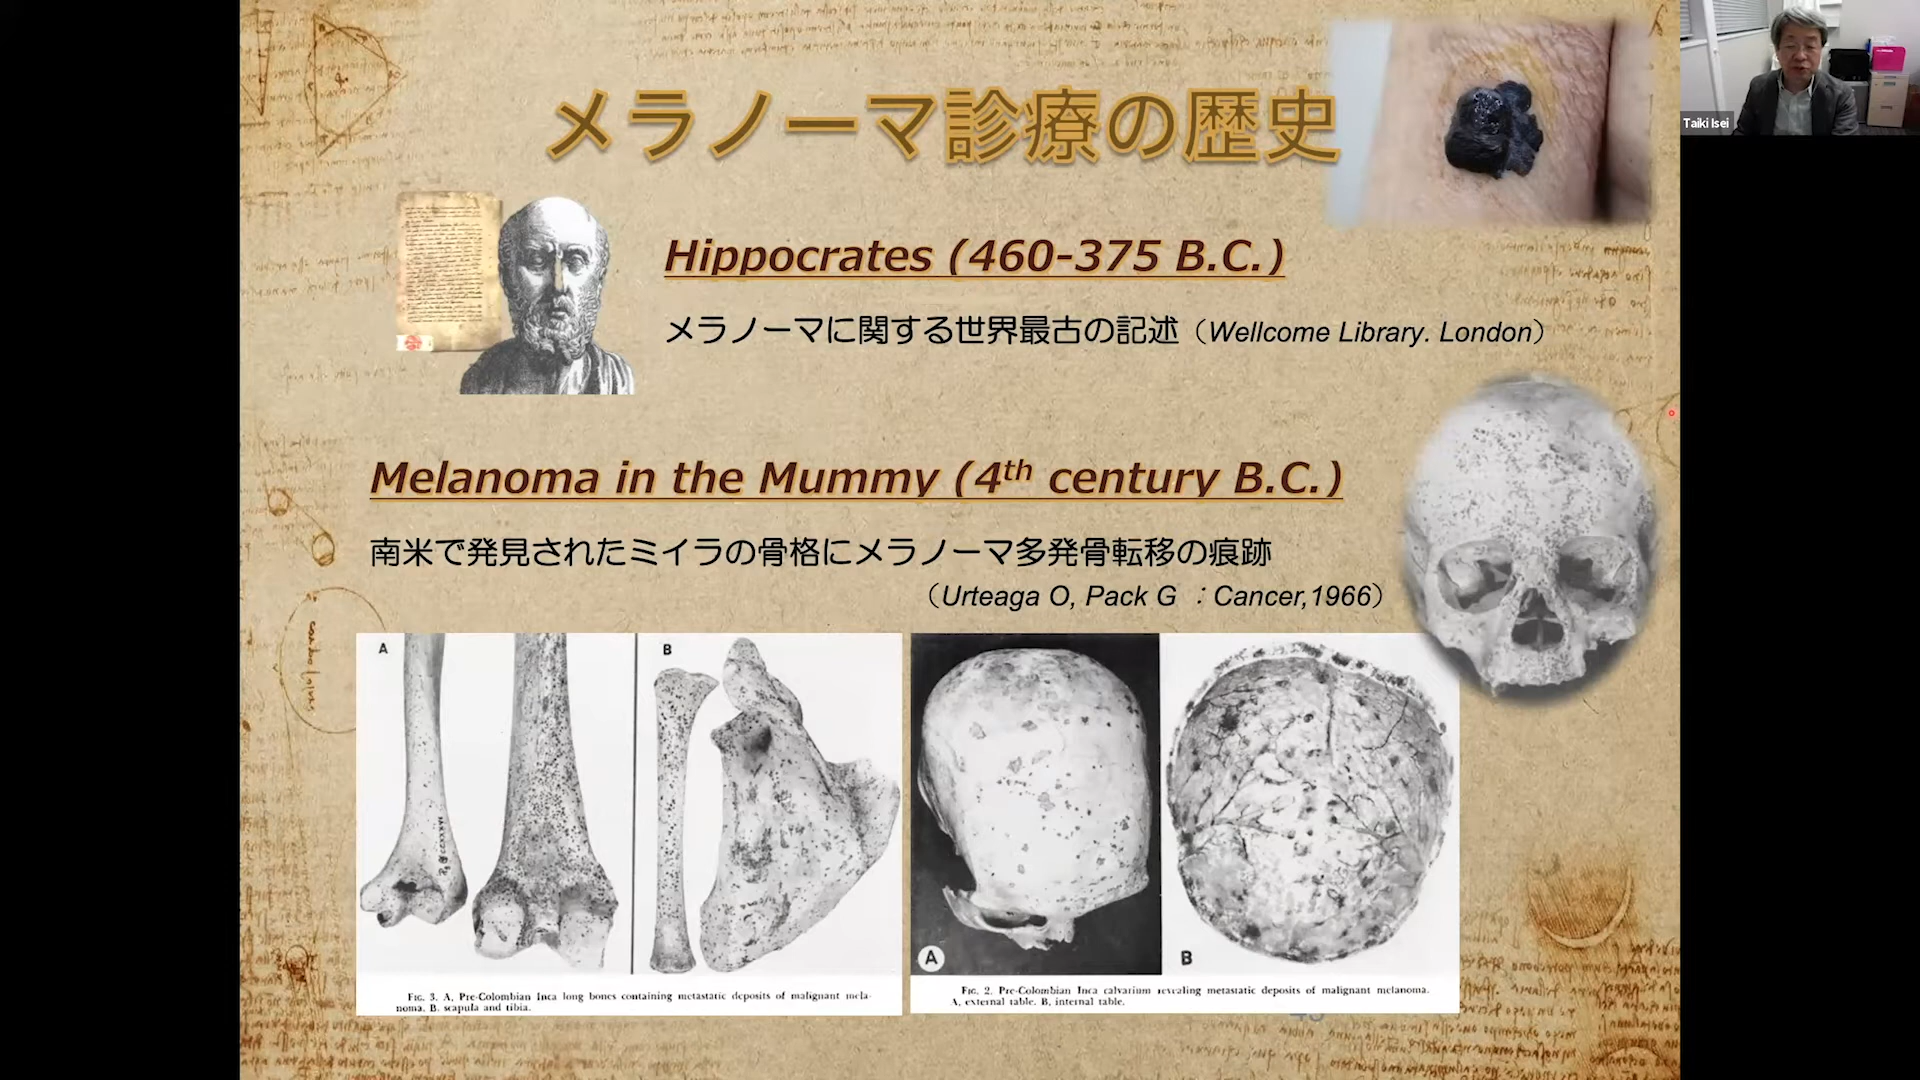 メラノーマ診療の歴史
Taiki Isei
Hippocrates (460-375 B.C.)
メラノーマに関する世界最古の記述（Wellcome Library. London）
Melanoma in the Mummy (4th century B.C.)
南米で発見されたミイラの骨格にメラノーマ多発骨転移の痕跡
（Urteaga O, Pack G ：Cancer,1966）
A
B
A
B
FIG. 3. A, Pre-Colombian Inca long bones containing metastatic deposits of malignant mela-
noma. B. scapula and tibia.
FIG. 2. Pre-Colombian Inca calvarium revealing metastatic deposits of malignant melanoma.
A, external table. B, internal table.